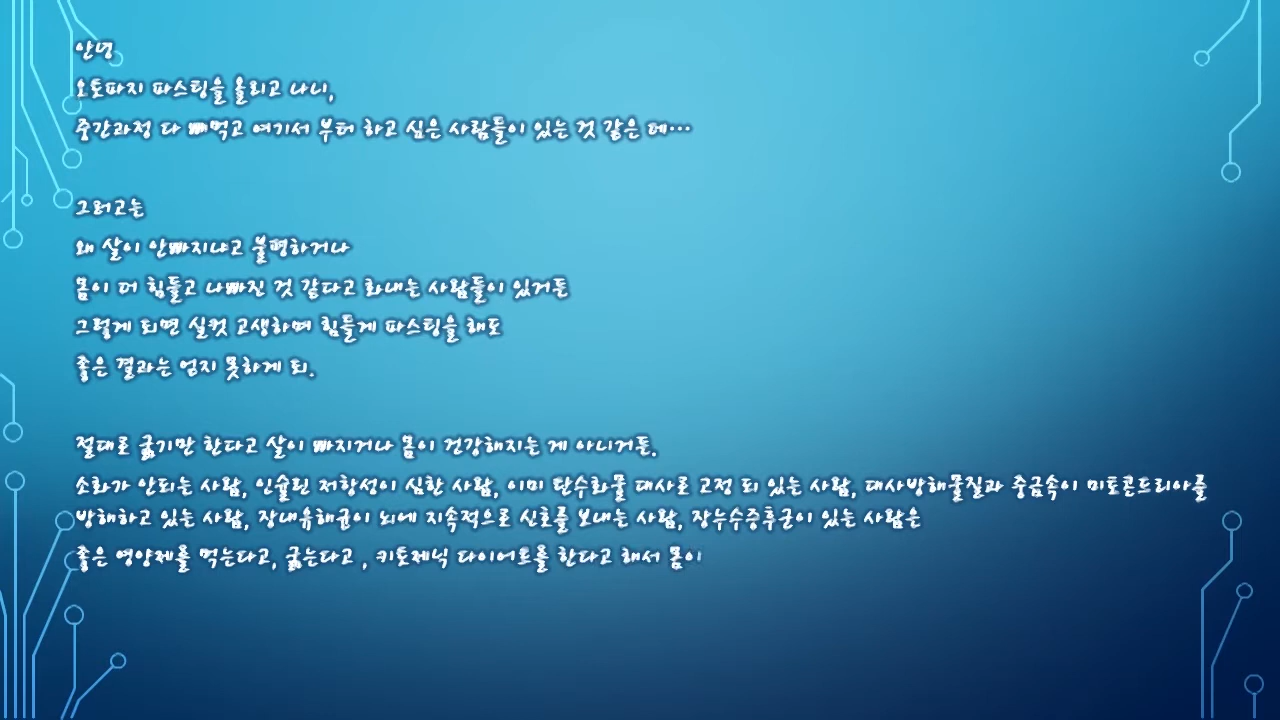 안녕
오토파지 파스팅을 올리고 나니,
중간과정 다 빼먹고 여기서 부터 하고 싶은 사람들이 있는 것 같은 데…
그러고는
왜 살이 안빠지냐고 불평하거나
몸이 더 힘들고 나빠진 것 같다고 화내는 사람들이 있거든
그렇게 되면 실컷 고생하며 힘들게 파스팅을 해도
좋은 결과는 얻지 못하게 되.
절대로 굶기만 한다고 살이 빠지거나 몸이 건강해지는 게 아니거든.
소화가 안되는 사람, 인슐린 저항성이 심한 사람, 이미 탄수화물 대사로 고정 되 있는 사람, 대사방해물질과 중금속이 미토콘드리아를
방해하고 있는 사람, 장내유해균이 뇌에 지속적으로 신호를 보내는 사람, 장누수증후군이 있는 사람은
좋은 영양제를 먹는다고, 굶는다고 , 키토제닉 다이어트를 한다고 해서 몸이